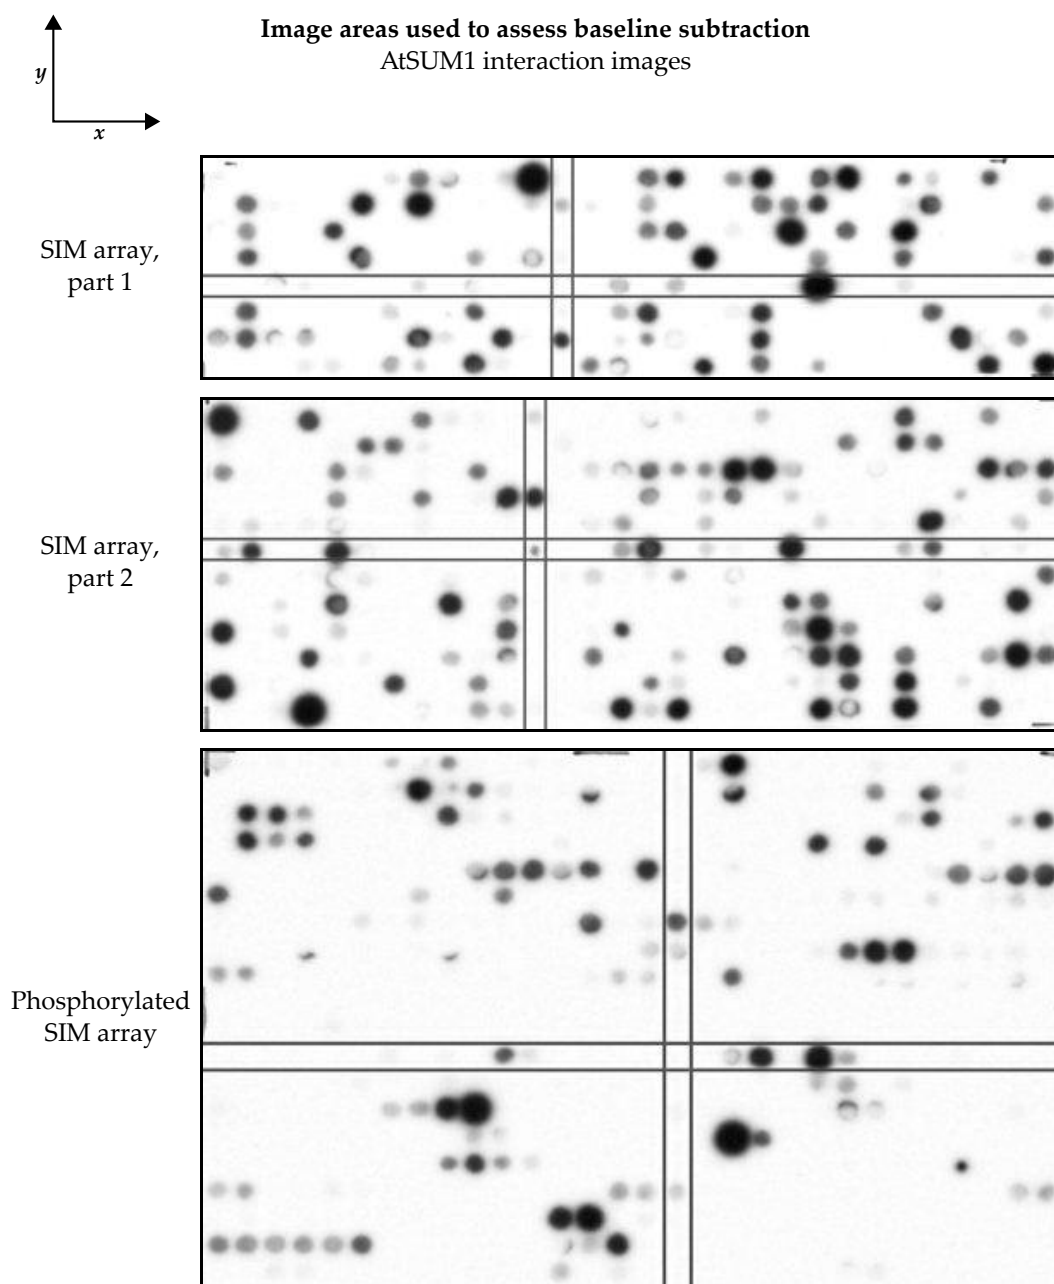 Image areas used to assess baseline subtraction
AtSUM1 interaction images
y
x
SIM array,
part 1
SIM array,
part 2
Phosphorylated
SIM array